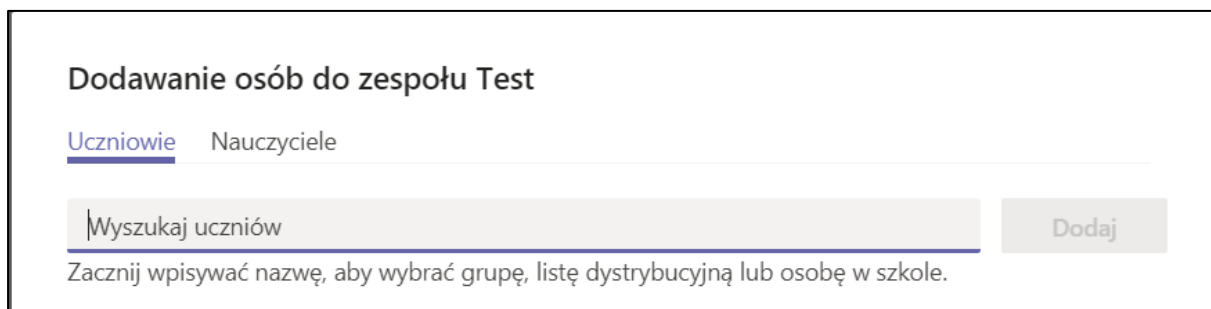 Dodawanie osób do zespołu Test
Uczniowie Nauczyciele
Wyszukaj uczniów
Dodaj
Zacznij wpisywać nazwę, aby wybrać grupę, listę dystrybucyjną lub osobę w szkole.